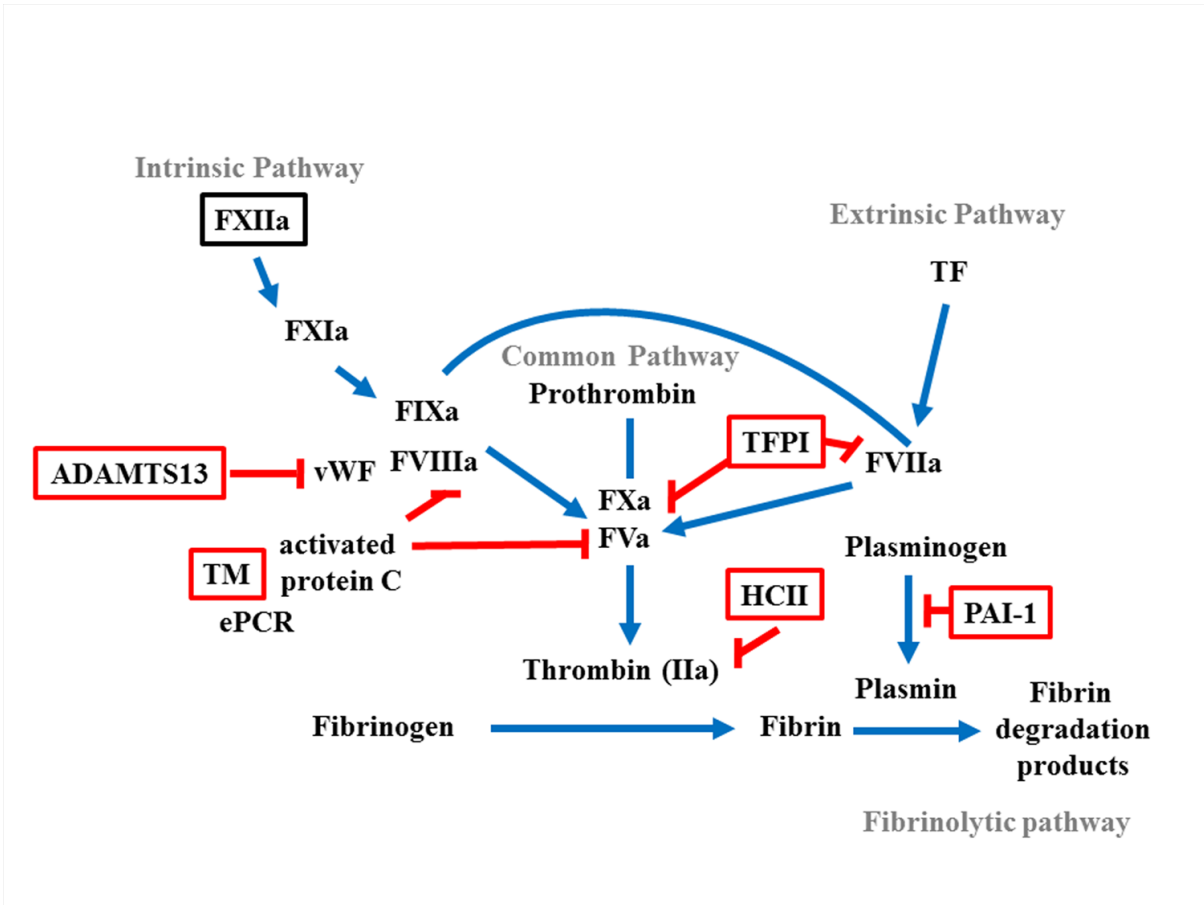 Intrinsic Pathway
FXIIa
Extrinsic Pathway
TF
FXIa
Common Pathway
Prothrombin
FIXa
TFPI
ADAMTS13
vWF
FVIIIa
FVIIa
FXa
FVa
activated
protein C
TM
ePCR
Plasminogen
HCII
PAI-1
Thrombin (IIa)
Plasmin
Fibrinogen
Fibrin
Fibrin
degradation
products
Fibrinolytic pathway